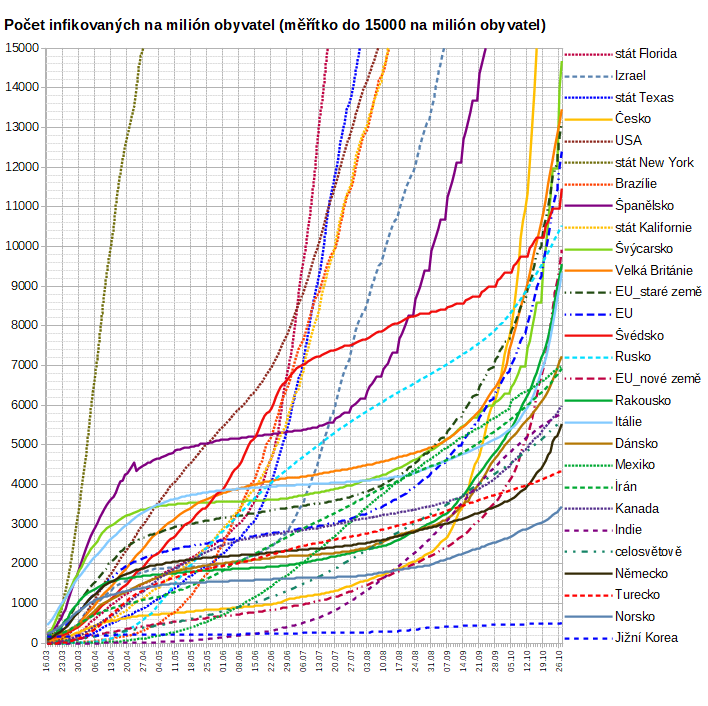 Počet infikovaných na milión obyvatel (měřítko do 15000 na milión obyvatel)
15000
14000
13000
12000
11000
10000
9000
8000
7000
6000
5000
4000
3000
2000
1000
0
stát Florida
Izrael
stát Texas
Česko
USA
stát New York
Brazílie
Španělsko
stát Kalifornie
Švýcarsko
Velká Británie
EU_staré země
EU
Švédsko
Rusko
EU_nové země
Rakousko
Itálie
Dánsko
Mexiko
Írán
Kanada
Indie
celosvětově
Německo
Turecko
Norsko
Jižní Korea
16.03
23.03
30.03
06.04
13.04
20.04
27.04
04.05
11.05
18.05
25.05
01.06
08.06
15.06
22.06
29.06
06.07
13.07
20.07
27.07
03.08
10.08
17.08
24.08
31.08
07.09
14.09
21.09
28.09
05.10
12.10
19.10
26.10